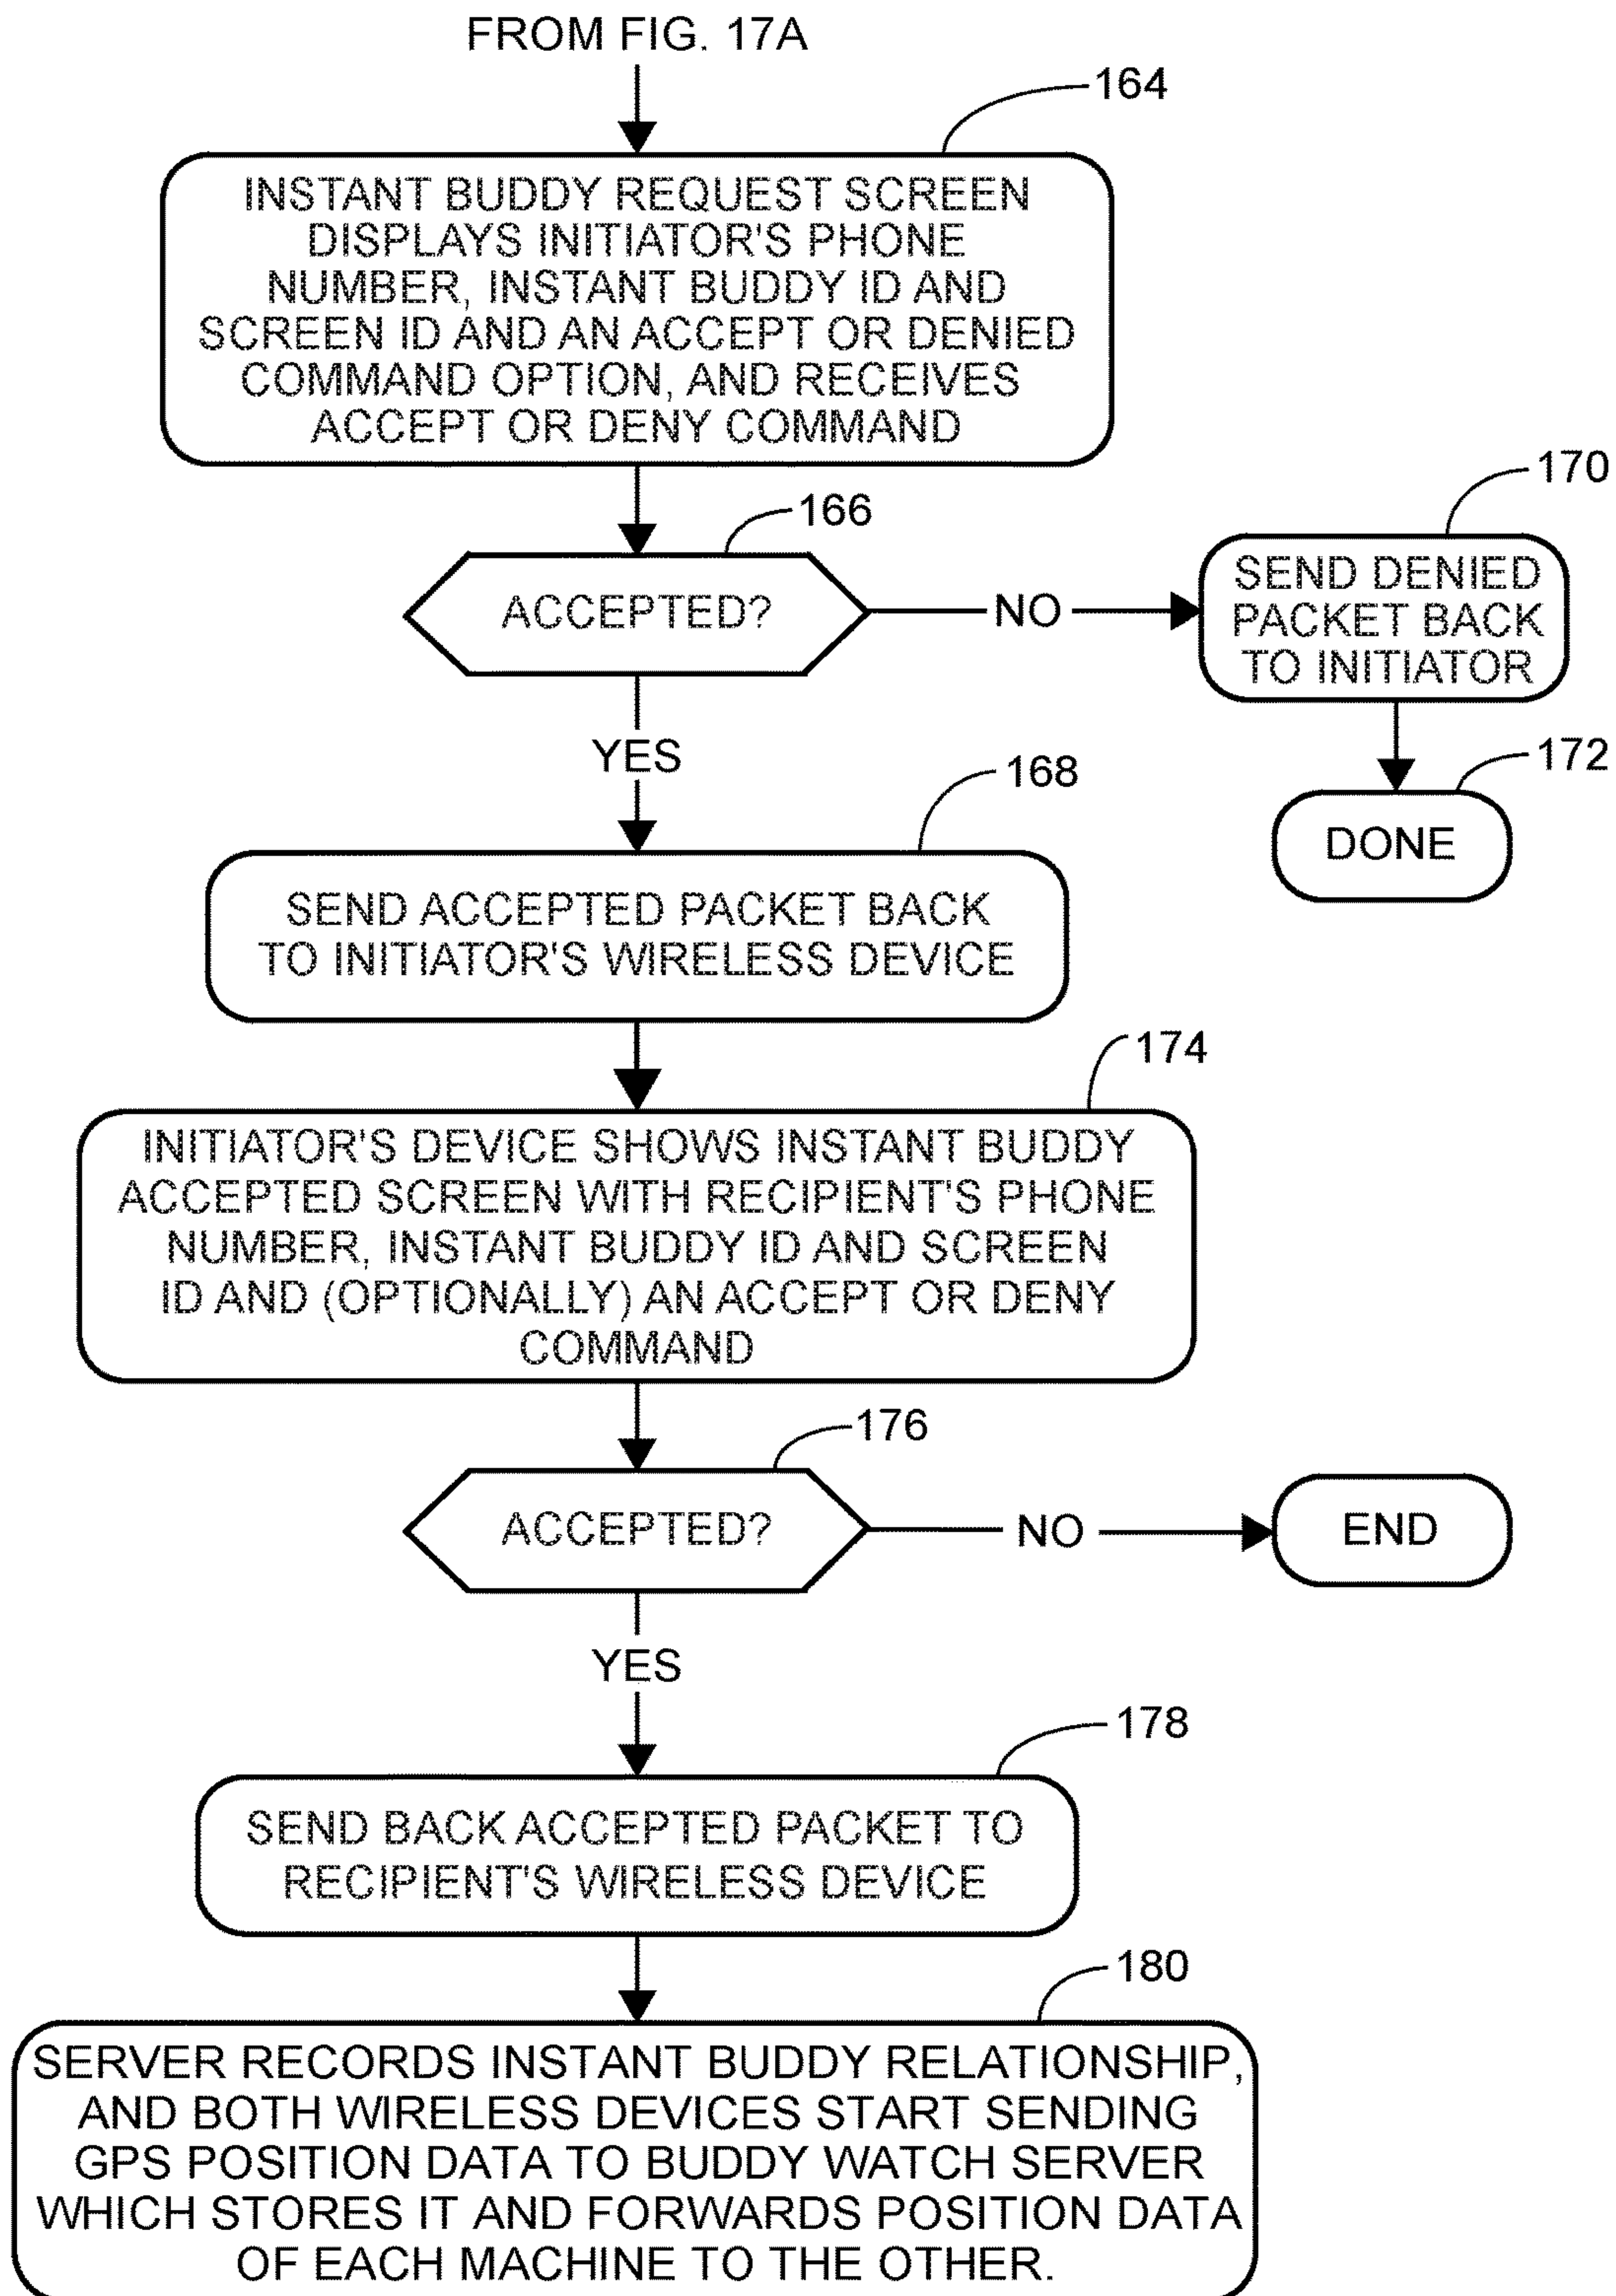 FROM FIG. 17A
164
INSTANT BUDDY REQUEST SCREEN
DISPLAYS INITIATOR'S PHONE
NUMBER, INSTANT BUDDY ID AND
SCREEN ID AND AN ACCEPT OR DENIED
COMMAND OPTION, AND RECEIVES
ACCEPT OR DENY COMMAND
166
ACCEPTED?
NO
170
SEND DENIED
PACKET BACK
TO INITIATOR
172
DONE
YES
168
SEND ACCEPTED PACKET BACK
TO INITIATOR'S WIRELESS DEVICE
174
INITIATOR'S DEVICE SHOWS INSTANT BUDDY
ACCEPTED SCREEN WITH RECIPIENT'S PHONE
NUMBER, INSTANT BUDDY ID AND SCREEN
ID AND (OPTIONALLY) AN ACCEPT OR DENY
COMMAND
176
ACCEPTED?
NO
END
YES
178
SEND BACK ACCEPTED PACKET TO
RECIPIENT'S WIRELESS DEVICE
180
SERVER RECORDS INSTANT BUDDY RELATIONSHIP,
AND BOTH WIRELESS DEVICES START SENDING
GPS POSITION DATA TO BUDDY WATCH SERVER
WHICH STORES IT AND FORWARDS POSITION DATA
OF EACH MACHINE TO THE OTHER.